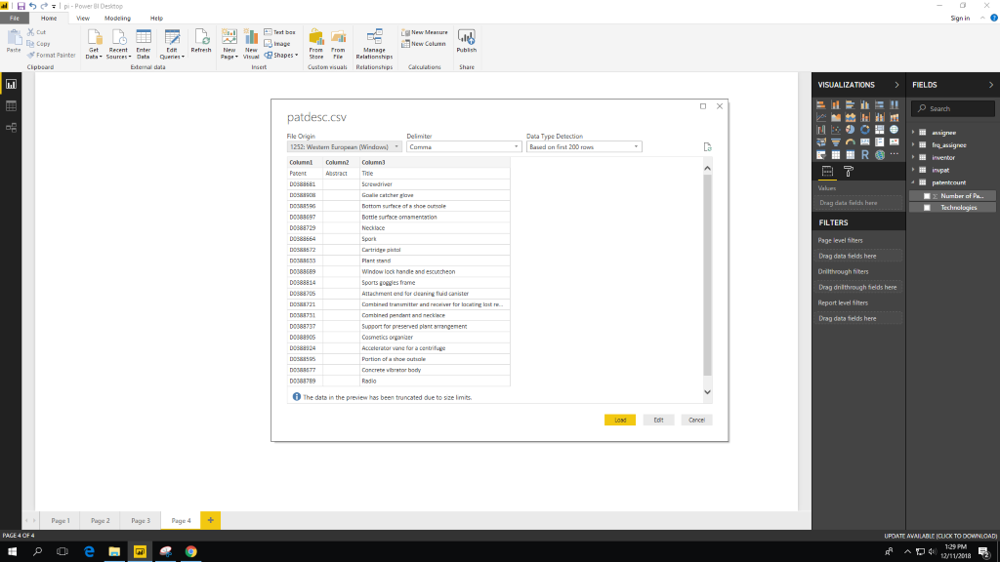 pi - Power BI Desktop
File Home View Modeling Help Sign in
Paste Cut Copy Format Painter
Clipboard
Get Data Recent Sources Enter Data Edit Queries Refresh
External data
New Page New Visual Text box Image Shapes
Insert
From Store From File
Custom visuals
Manage Relationships
Relationships
New Measure New Column
Calculations
Publish
Share
patdesc.csv
File Origin Delimiter Data Type Detection
1252: Western European (Windows) Comma Based on first 200 rows
Column1 Column2 Column3
Patent Abstract Title
D0388681 Screwdriver
D0388908 Goalie catcher glove
D0388596 Bottom surface of a shoe outsole
D0388697 Bottle surface ornamentation
D0388729 Necklace
D0388664 Spork
D0388672 Cartridge pistol
D0388633 Plant stand
D0388689 Window lock handle and escutcheon
D0388814 Sports goggles frame
D0388705 Attachment end for cleaning fluid canister
D0388721 Combined transmitter and receiver for locating lost re...
D0388731 Combined pendant and necklace
D0388737 Support for preserved plant arrangement
D0388905 Cosmetics organizer
D0388924 Accelerator vane for a centrifuge
D0388595 Portion of a shoe outsole
D0388677 Concrete vibrator body
D0388789 Radio
The data in the preview has been truncated due to size limits.
Load Edit Cancel
VISUALIZATIONS
R
Values
Drag data fields here
FILTERS
Page level filters
Drag data fields here
Drillthrough filters
Drag drillthrough fields here
Report level filters
Drag data fields here
FIELDS
Search
assignee
frq_assignee
inventor
invpat
patentcount
Σ Number of Pa...
Technologies
Page 1 Page 2 Page 3 Page 4 +
PAGE 4 OF 4 UPDATE AVAILABLE (CLICK TO DOWNLOAD)
1:29 PM
12/11/2018
2